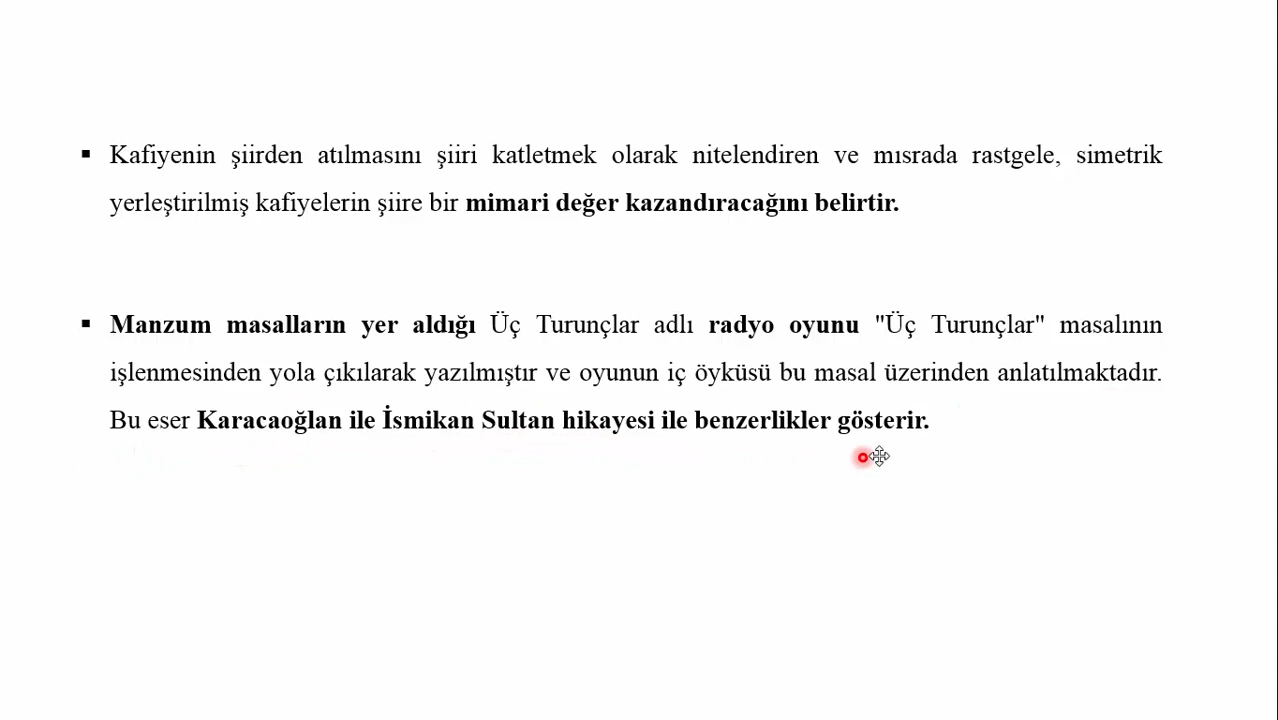 ▪ Kafiyenin şiirden atılmasını şiiri katletmek olarak nitelendiren ve mısrada rastgele, simetrik
yerleştirilmiş kafiyelerin şiire bir mimari değer kazandıracağını belirtir.
▪ Manzum masalların yer aldığı Üç Turunçlar adlı radyo oyunu "Üç Turunçlar" masalının
işlenmesinden yola çıkılarak yazılmıştır ve oyunun iç öyküsü bu masal üzerinden anlatılmaktadır.
Bu eser Karacaoğlan ile İsmikan Sultan hikayesi ile benzerlikler gösterir.